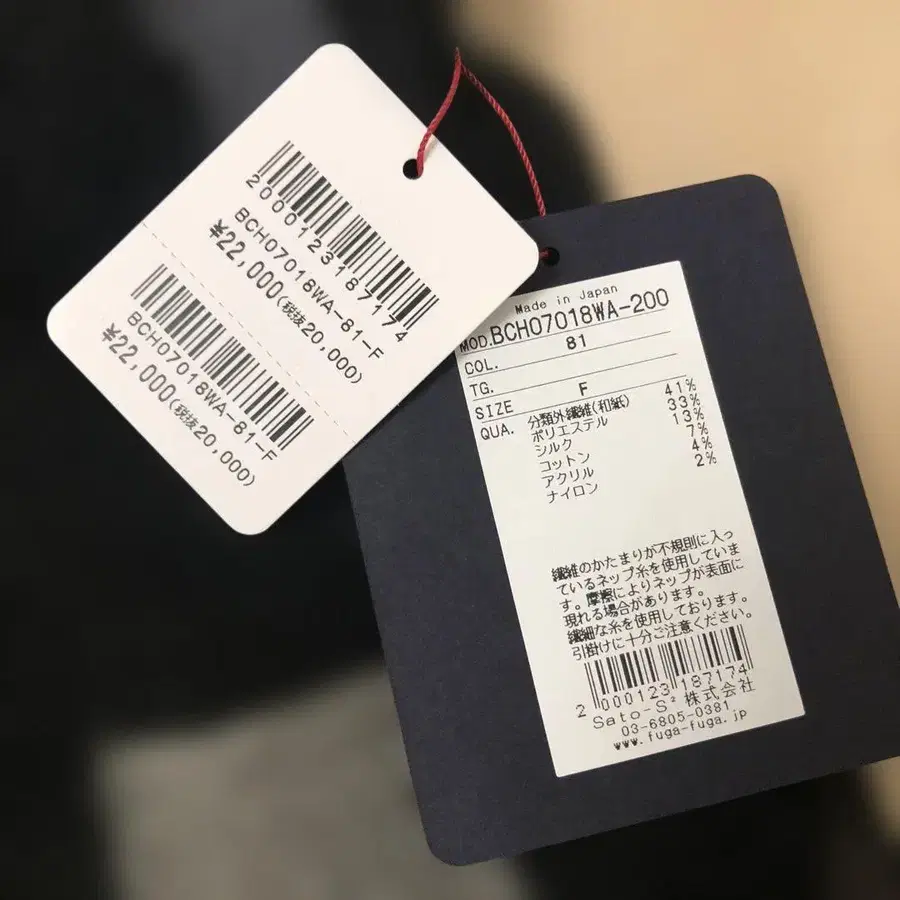 2000123187174
BCH07018WA-81-F
¥22,000(税抜20,000)
BCH07018WA-81-F
¥22,000(税抜20,000)
Made in Japan
MOD.BCH07018WA-200
COL. 81
TG.
SIZE F
QUA. 分類外繊維(和紙) 41%
ポリエステル 33%
シルク 13%
コットン 7%
アクリル 4%
ナイロン 2%
繊維のかたまりが不規則に入っ
ているネップ糸を使用していま
す。摩擦によりネップが表面に
現れる場合があります。
繊細な糸を使用しております。
引掛けに十分ご注意ください。
2 000123 187174
Sato-S² 株式会社
03-6805-0381
www.fuga-fuga.jp